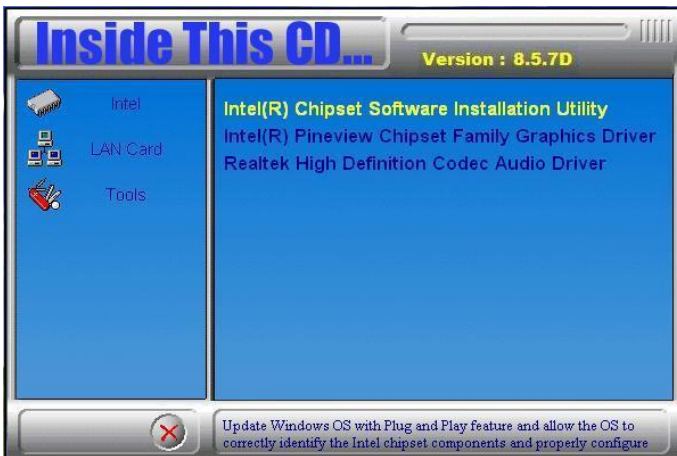 Inside This CD...
Version : 8.5.7D
Intel
LAN Card
Tools
Intel(R) Chipset Software Installation Utility
Intel(R) Pineview Chipset Family Graphics Driver
Realtek High Definition Codec Audio Driver
Update Windows OS with Plug and Play feature and allow the OS to
correctly identify the Intel chipset components and properly configure